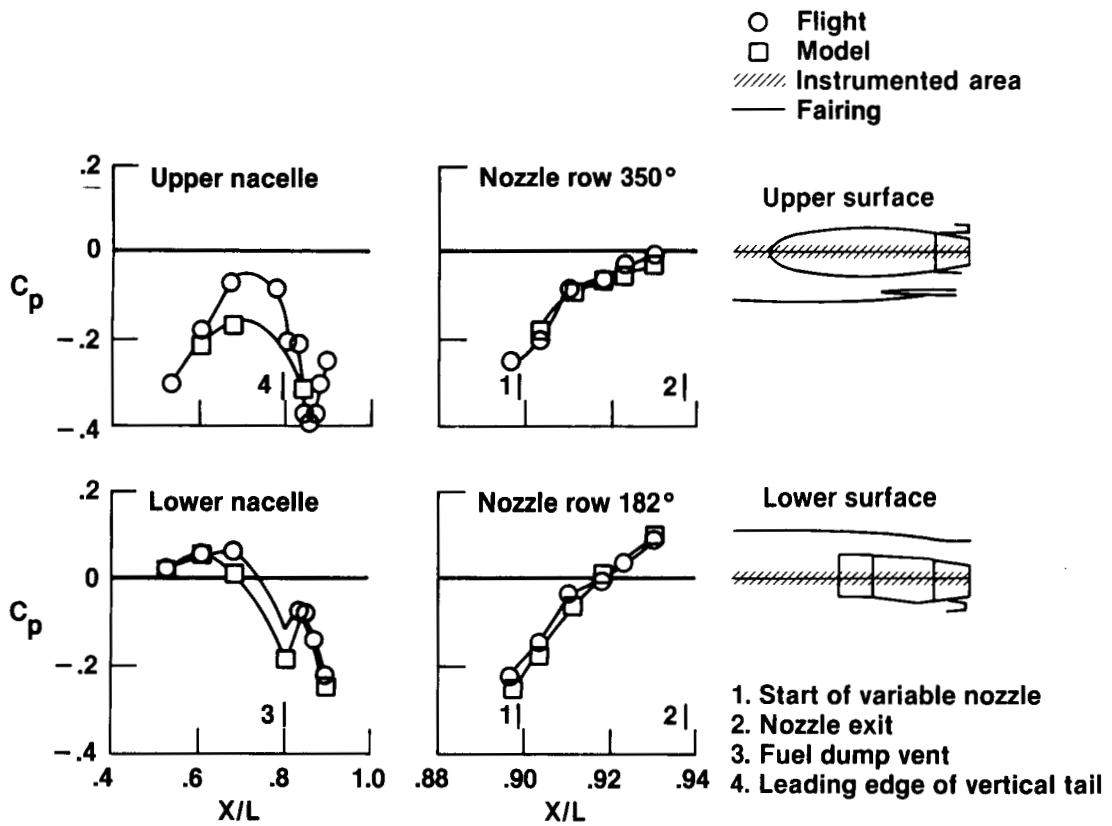 Flight
Model
Instrumented area
Fairing
.2
Upper nacelle
0
Cp
-.2
4
-.4
Nozzle row 350°
1
2
Upper surface
.2
Lower nacelle
0
Cp
-.2
3
-.4
.4
.6
.8
1.0
X/L
Nozzle row 182°
1
2
.88
.90
.92
.94
X/L
Lower surface
1. Start of variable nozzle
2. Nozzle exit
3. Fuel dump vent
4. Leading edge of vertical tail